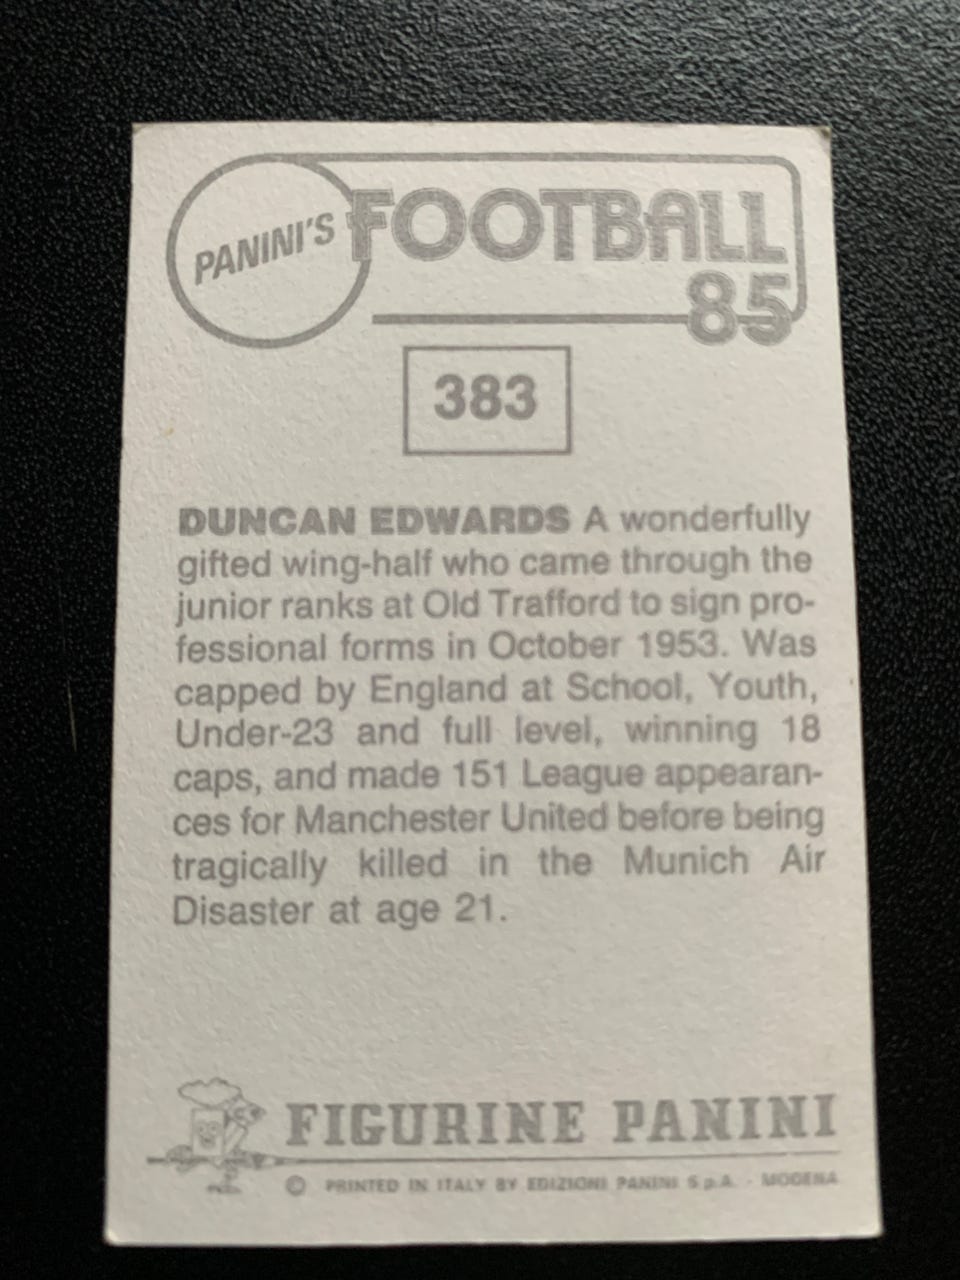 PANINI'S FOOTBALL
85
383
DUNCAN EDWARDS A wonderfully
gifted wing-half who came through the
junior ranks at Old Trafford to sign pro-
fessional forms in October 1953. Was
capped by England at School, Youth,
Under-23 and full level, winning 18
caps, and made 151 League appearan-
ces for Manchester United before being
tragically killed in the Munich Air
Disaster at age 21.
FIGURINE PANINI
© PRINTED IN ITALY BY EDIZIONI PANINI S.p.A. - MODENA